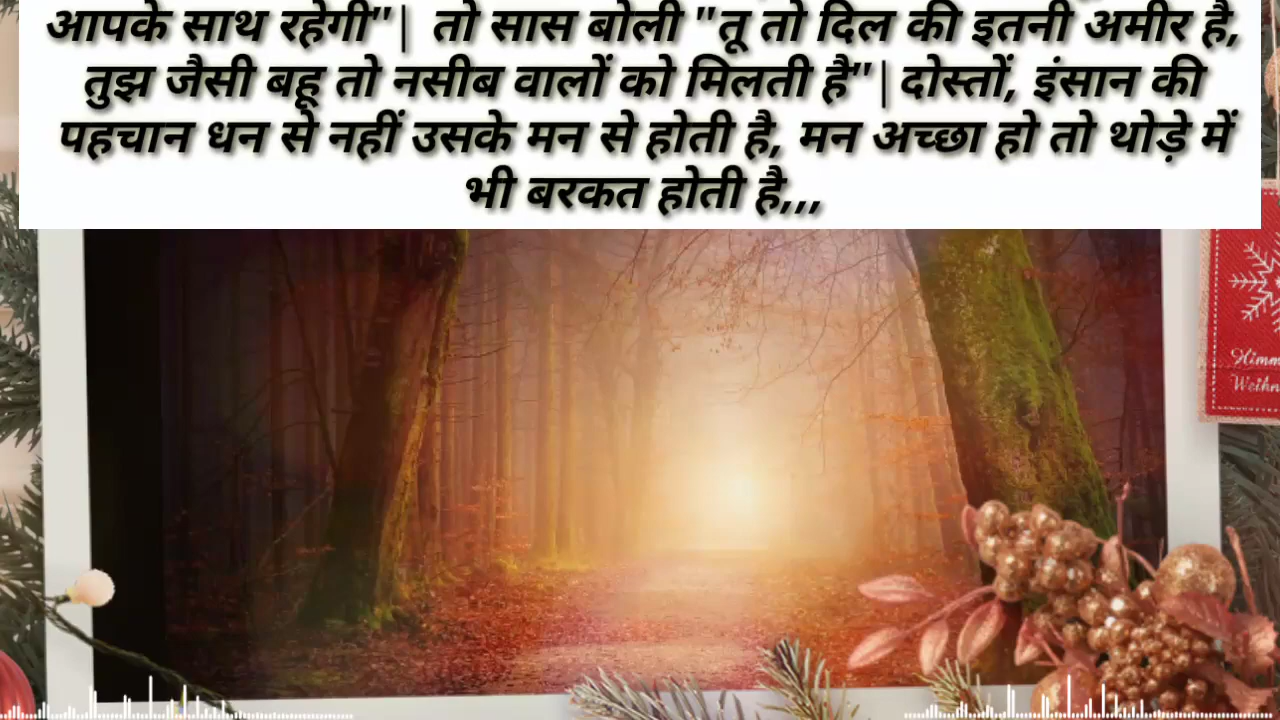 आपके साथ रहेगी"| तो सास बोली "तू तो दिल की इतनी अमीर है,
तुझ जैसी बहू तो नसीब वालों को मिलती है"| दोस्तों, इंसान की
पहचान धन से नहीं उसके मन से होती है, मन अच्छा हो तो थोड़े में
भी बरकत होती है,,,